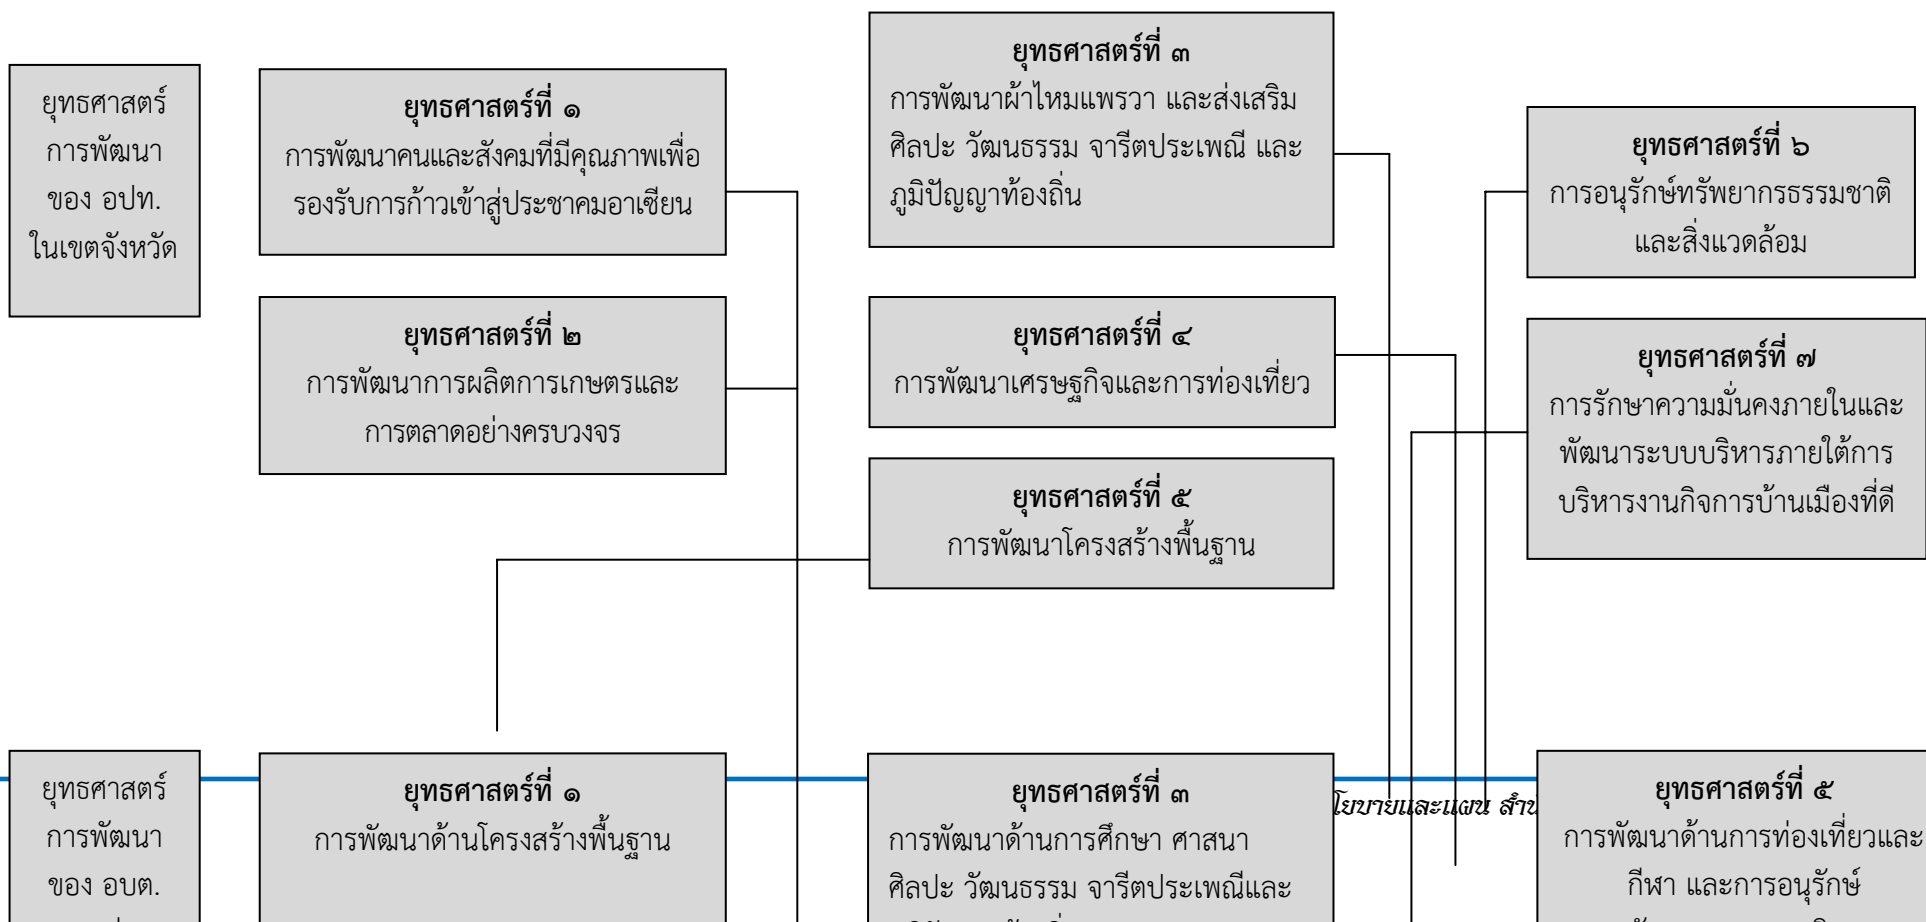 ยุทธศาสตร์
การพัฒนา
ของ อปท.
ในเขตจังหวัด
ยุทธศาสตร์ที่ ๑
การพัฒนาคนและสังคมที่มีคุณภาพเพื่อ
รองรับการก้าวเข้าสู่ประชาคมอาเซียน
ยุทธศาสตร์ที่ ๒
การพัฒนาการผลิตการเกษตรและ
การตลาดอย่างครบวงจร
ยุทธศาสตร์ที่ ๓
การพัฒนาผ้าไหมแพรวา และส่งเสริม
ศิลปะ วัฒนธรรม จารีตประเพณี และ
ภูมิปัญญาท้องถิ่น
ยุทธศาสตร์ที่ ๔
การพัฒนาเศรษฐกิจและการท่องเที่ยว
ยุทธศาสตร์ที่ ๕
การพัฒนาโครงสร้างพื้นฐาน
ยุทธศาสตร์ที่ ๖
การอนุรักษ์ทรัพยากรธรรมชาติ
และสิ่งแวดล้อม
ยุทธศาสตร์ที่ ๗
การรักษาความมั่นคงภายในและ
พัฒนาระบบบริหารภายใต้การ
บริหารงานกิจการบ้านเมืองที่ดี
ยุทธศาสตร์
การพัฒนา
ของ อบต.
ยุทธศาสตร์ที่ ๑
การพัฒนาด้านโครงสร้างพื้นฐาน
ยุทธศาสตร์ที่ ๓
การพัฒนาด้านการศึกษา ศาสนา
ศิลปะ วัฒนธรรม จารีตประเพณีและ
โยบายและแผน
ยุทธศาสตร์ที่ ๕
การพัฒนาด้านการท่องเที่ยวและ
กีฬา และการอนุรักษ์